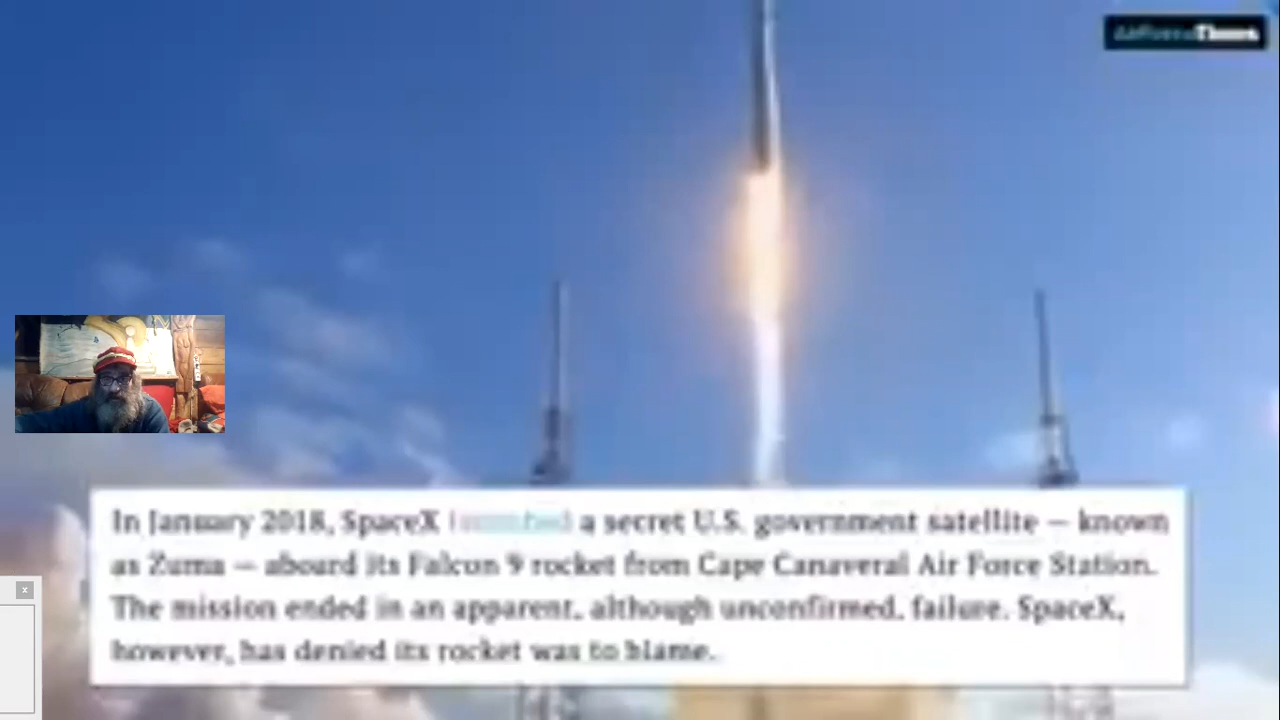 AirForceTimes
In January 2018, SpaceX launched a secret U.S. government satellite — known
as Zuma — aboard its Falcon 9 rocket from Cape Canaveral Air Force Station.
The mission ended in an apparent, although unconfirmed, failure. SpaceX,
however, has denied its rocket was to blame.